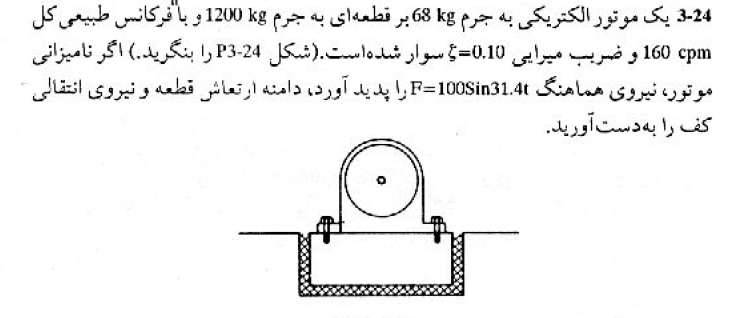 3-24 یک موتور الکتریکی به جرم 68 kg بر قطعه‌ای به جرم 1200 kg و با فرکانس طبیعی کل
160 cpm و ضریب میرایی ζ=0.10 سوار شده‌است.(شکل P3-24 را بنگرید.) اگر نامیزانی
موتور، نیروی هماهنگ F=100Sin31.4t را پدید آورد، دامنه ارتعاش قطعه و نیروی انتقالی
کف را به‌دست‌آورید.